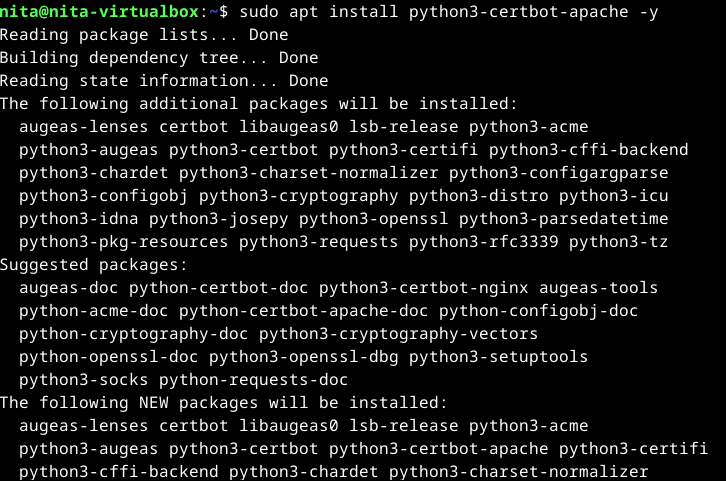 nita@nita-virtualbox:~$ sudo apt install python3-certbot-apache -y
Reading package lists... Done
Building dependency tree... Done
Reading state information... Done
The following additional packages will be installed:
  augeas-lenses certbot libaugeas0 lsb-release python3-acme
  python3-augeas python3-certbot python3-certifi python3-cffi-backend
  python3-chardet python3-charset-normalizer python3-configargparse
  python3-configobj python3-cryptography python3-distro python3-icu
  python3-idna python3-josepy python3-openssl python3-parsedatetime
  python3-pkg-resources python3-requests python3-rfc3339 python3-tz
Suggested packages:
  augeas-doc python-certbot-doc python3-certbot-nginx augeas-tools
  python-acme-doc python-certbot-apache-doc python-configobj-doc
  python-cryptography-doc python3-cryptography-vectors
  python-openssl-doc python3-openssl-dbg python3-setuptools
  python3-socks python-requests-doc
The following NEW packages will be installed:
  augeas-lenses certbot libaugeas0 lsb-release python3-acme
  python3-augeas python3-certbot python3-certbot-apache python3-certifi
  python3-cffi-backend python3-chardet python3-charset-normalizer